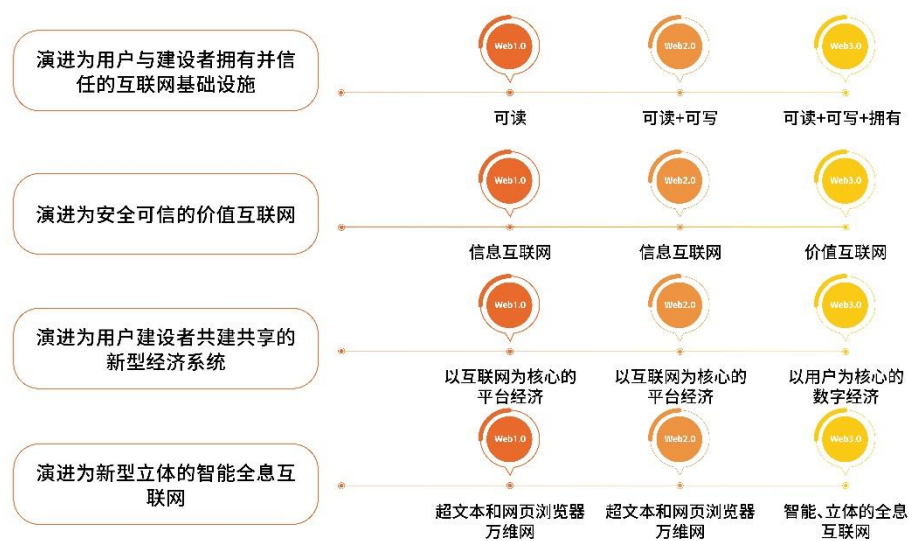 Web1.0 Web2.0 Web3.0
演进为用户与建设者拥有并信
任的互联网基础设施
可读 可读+可写 可读+可写+拥有
Web1.0 Web2.0 Web3.0
演进为安全可信的价值互联网
信息互联网 信息互联网 价值互联网
Web1.0 Web2.0 Web3.0
演进为用户建设者共建共享的
新型经济系统
以互联网为核心的 以互联网为核心的 以用户为核心的
平台经济 平台经济 数字经济
Web1.0 Web2.0 Web3.0
演进为新型立体的智能全息互
联网
超文本和网页浏览器 超文本和网页浏览器 智能、立体的全息
万维网 万维网 互联网